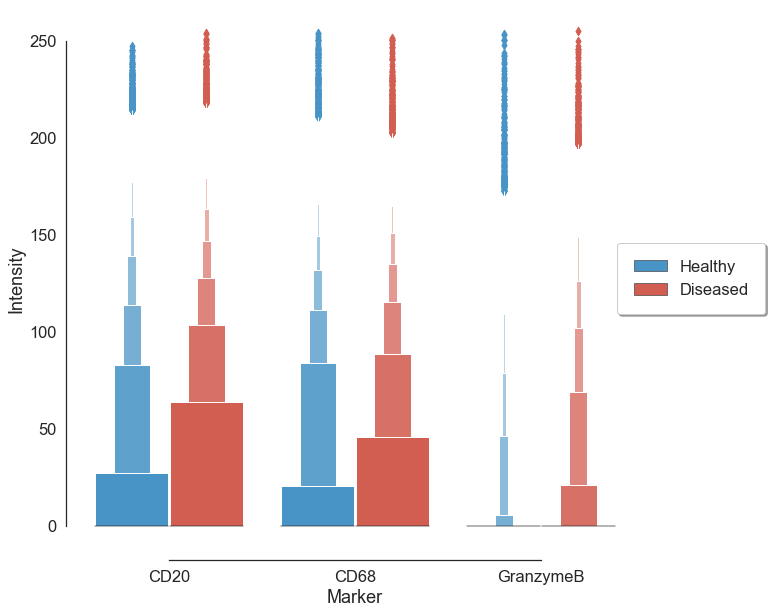 250
200
150
100
50
0
Intensity
CD20
CD68
GranzymeB
Marker
Healthy
Diseased